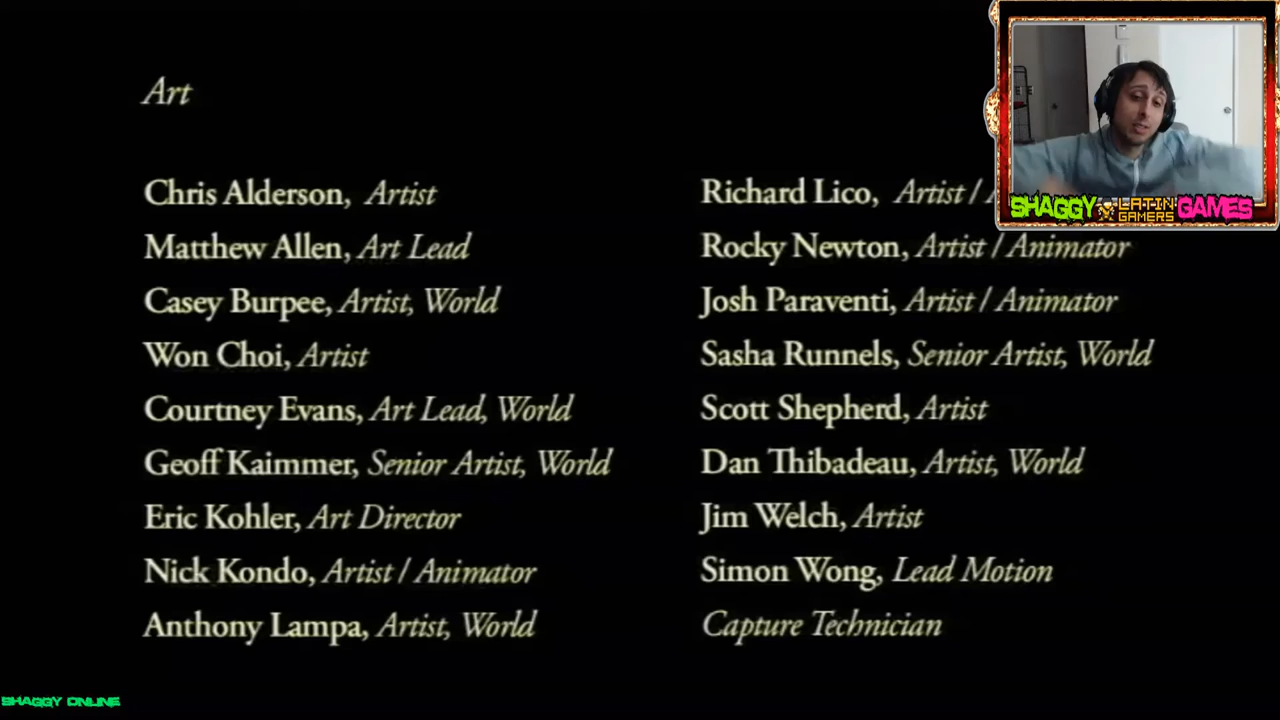 Art
Chris Alderson, Artist
Matthew Allen, Art Lead
Casey Burpee, Artist, World
Won Choi, Artist
Courtney Evans, Art Lead, World
Geoff Kaimmer, Senior Artist, World
Eric Kohler, Art Director
Nick Kondo, Artist / Animator
Anthony Lampa, Artist, World
Richard Lico, Artist /
Rocky Newton, Artist / Animator
Josh Paraventi, Artist / Animator
Sasha Runnels, Senior Artist, World
Scott Shepherd, Artist
Dan Thibadeau, Artist, World
Jim Welch, Artist
Simon Wong, Lead Motion
Capture Technician
SHAGGY LATIN GAMERS GAMES
SHAGGY ONLINE